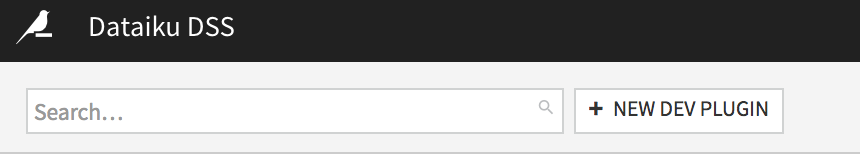 Dataiku DSS
Search...
+ NEW DEV PLUGIN